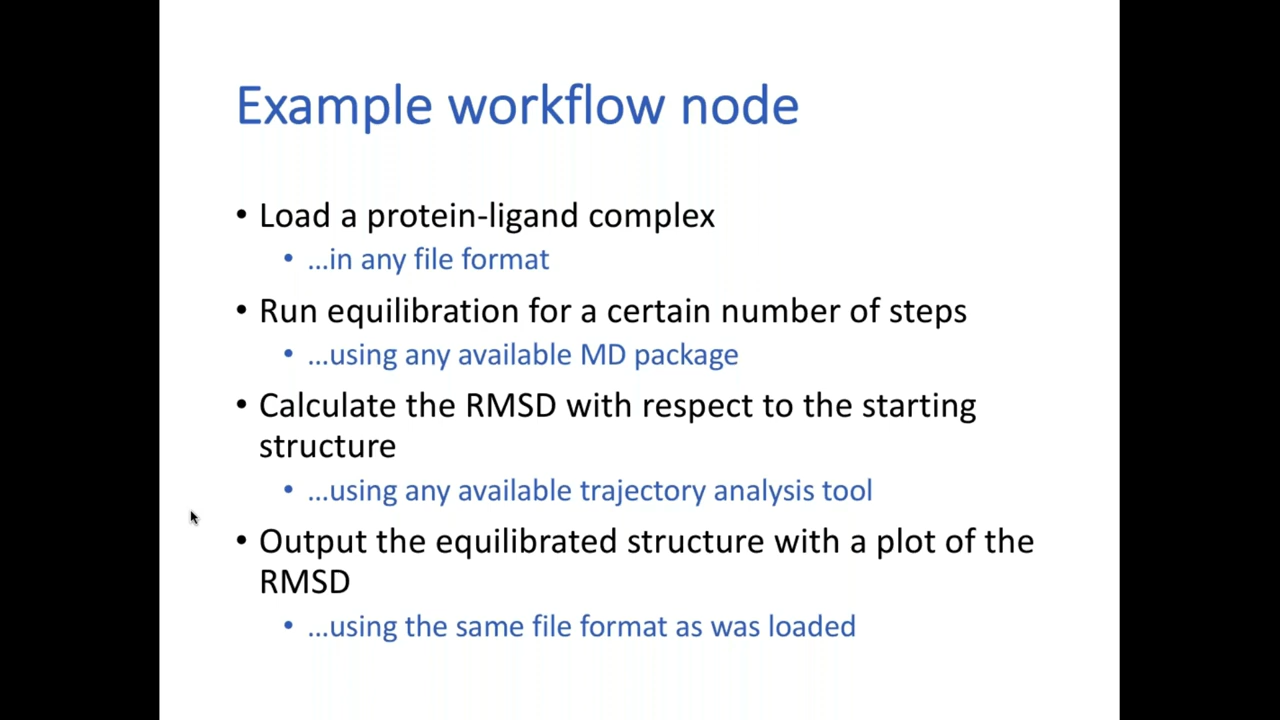 Example workflow node
• Load a protein-ligand complex
• ...in any file format
• Run equilibration for a certain number of steps
• ...using any available MD package
• Calculate the RMSD with respect to the starting
structure
• ...using any available trajectory analysis tool
• Output the equilibrated structure with a plot of the
RMSD
• ...using the same file format as was loaded